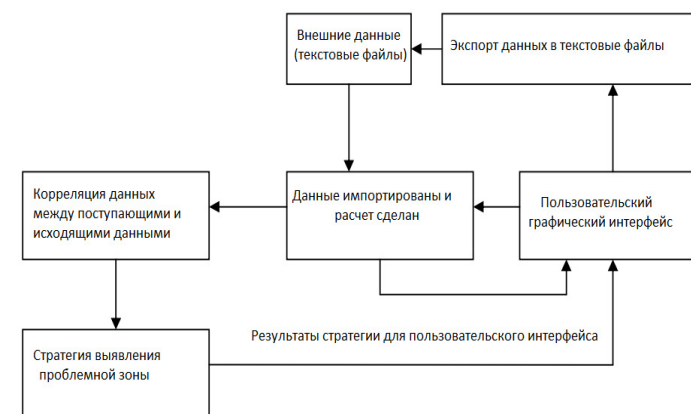 Внешние данные
(текстовые файлы)
Экспорт данных в текстовые файлы
Корреляция данных
между поступающими и
исходящими данными
Данные импортированы и
расчет сделан
Пользовательский
графический интерфейс
Результаты стратегии для пользовательского интерфейса
Стратегия выявления
проблемной зоны